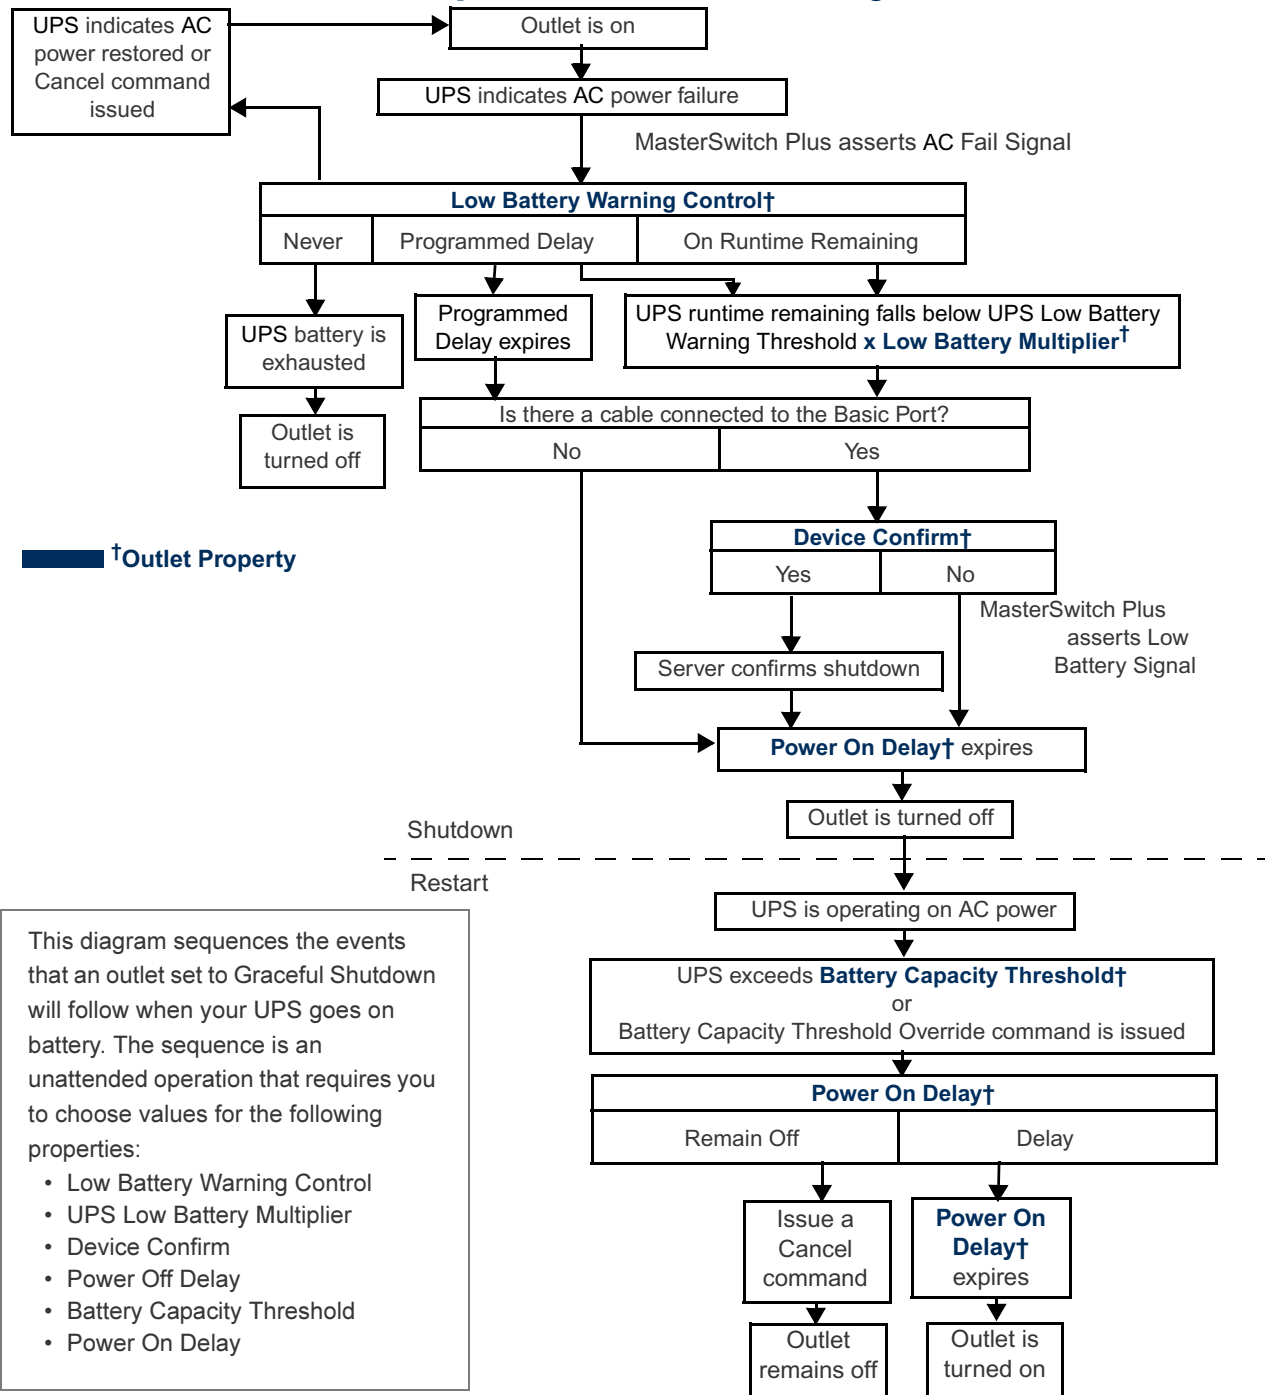 UPS indicates AC
power restored or
Cancel command
issued
Outlet is on
UPS indicates AC power failure
MasterSwitch Plus asserts AC Fail Signal
Low Battery Warning Control†
Never
Programmed Delay
On Runtime Remaining
UPS battery is
exhausted
Outlet is
turned off
Programmed
Delay expires
UPS runtime remaining falls below UPS Low Battery
Warning Threshold x Low Battery Multiplier†
Is there a cable connected to the Basic Port?
No
Yes
†Outlet Property
Device Confirm†
Yes
No
MasterSwitch Plus
asserts Low
Battery Signal
Server confirms shutdown
Power On Delay† expires
Outlet is turned off
Shutdown
Restart
UPS is operating on AC power
UPS exceeds Battery Capacity Threshold†
or
Battery Capacity Threshold Override command is issued
Power On Delay†
Remain Off
Delay
Issue a
Cancel
command
Power On
Delay†
expires
Outlet
remains off
Outlet is
turned on
This diagram sequences the events
that an outlet set to Graceful Shutdown
will follow when your UPS goes on
battery. The sequence is an
unattended operation that requires you
to choose values for the following
properties:
• Low Battery Warning Control
• UPS Low Battery Multiplier
• Device Confirm
• Power Off Delay
• Battery Capacity Threshold
• Power On Delay